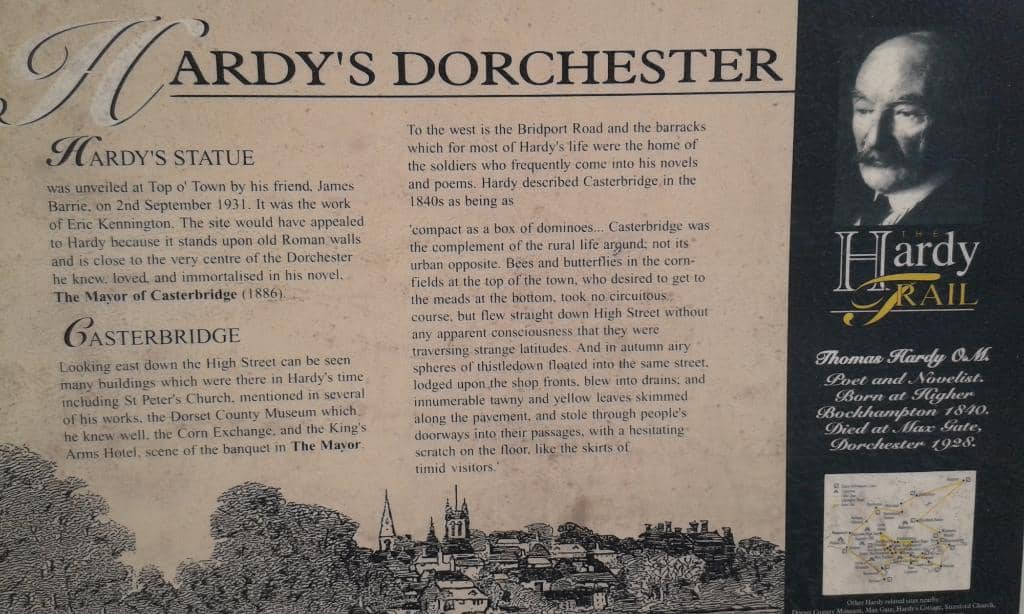 HARDY'S DORCHESTER
HARDY'S STATUE
was unveiled at Top o' Town by his friend, James
Barrie, on 2nd September 1931. It was the work
of Eric Kennington. The site would have appealed
to Hardy because it stands upon old Roman walls
and is close to the very centre of the Dorchester
he knew, loved, and immortalised in his novel,
The Mayor of Casterbridge (1886).
CASTERBRIDGE
Looking east down the High Street can be seen
many buildings which were there in Hardy's time
including St Peter's Church, mentioned in several
of his works, the Dorset County Museum which
he knew well, the Corn Exchange, and the King's
Arms Hotel, scene of the banquet in The Mayor.
To the west is the Bridport Road and the barracks
which for most of Hardy's life were the home of
the soldiers who frequently come into his novels
and poems. Hardy described Casterbridge in the
1840s as being as
'compact as a box of dominoes... Casterbridge was
the complement of the rural life around; not its
urban opposite. Bees and butterflies in the corn-
fields at the top of the town, who desired to get to
the meads at the bottom, took no circuitous
course, but flew straight down High Street without
any apparent consciousness that they were
traversing strange latitudes. And in autumn airy
spheres of thistledown floated into the same street,
lodged upon the shop fronts, blew into drains; and
innumerable tawny and yellow leaves skimmed
along the pavement, and stole through people's
doorways into their passages, with a hesitating
scratch on the floor, like the skirts of
timid visitors.'
THE
Hardy
TRAIL
Thomas Hardy O.M.
Poet and Novelist.
Born at Higher
Bockhampton 1840.
Died at Max Gate,
Dorchester 1928.
Other Hardy related sites nearby
Dorset County Museum, Max Gate, Hardy's Cottage, Stinsford Church,